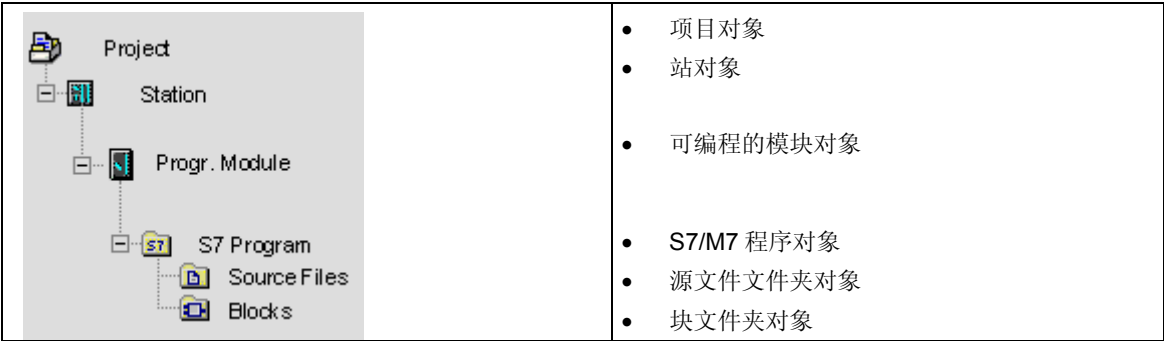 Project
Station
Progr. Module
S7 Program
Source Files
Blocks
• 项目对象
• 站对象
• 可编程的模块对象
• S7/M7 程序对象
• 源文件文件夹对象
• 块文件夹对象